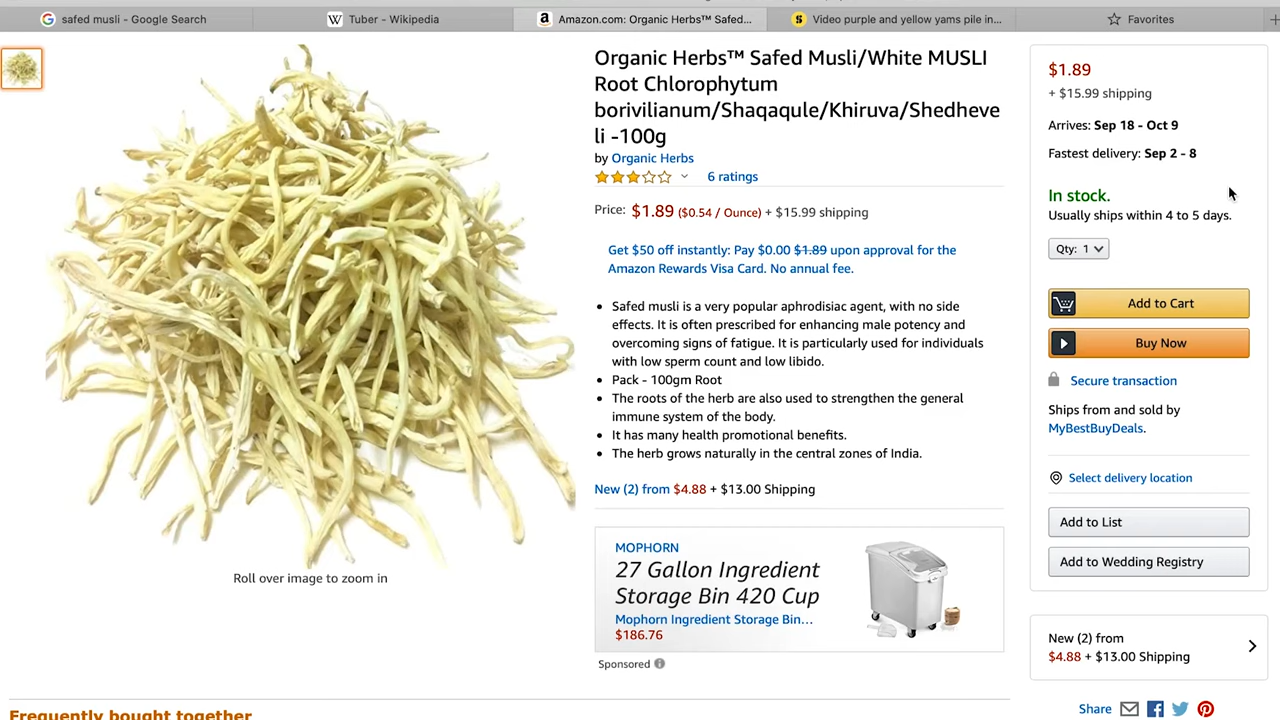 safed musli - Google Search
W Tuber - Wikipedia
a Amazon.com: Organic Herbs™ Safed...
S Video purple and yellow yams pile in...
Favorites
Organic Herbs™ Safed Musli/White MUSLI
Root Chlorophytum
borivilianum/Shaqaqule/Khiruva/Shedheve
li -100g
by Organic Herbs
6 ratings
Price: $1.89 ($0.54 / Ounce) + $15.99 shipping
Get $50 off instantly: Pay $0.00 $1.89 upon approval for the
Amazon Rewards Visa Card. No annual fee.
• Safed musli is a very popular aphrodisiac agent, with no side
effects. It is often prescribed for enhancing male potency and
overcoming signs of fatigue. It is particularly used for individuals
with low sperm count and low libido.
• Pack - 100gm Root
• The roots of the herb are also used to strengthen the general
immune system of the body.
• It has many health promotional benefits.
• The herb grows naturally in the central zones of India.
New (2) from $4.88 + $13.00 Shipping
MOPHORN
27 Gallon Ingredient
Storage Bin 420 Cup
Mophorn Ingredient Storage Bin...
$186.76
Sponsored
Roll over image to zoom in
Frequently bought together
$1.89
+ $15.99 shipping
Arrives: Sep 18 - Oct 9
Fastest delivery: Sep 2 - 8
In stock.
Usually ships within 4 to 5 days.
Qty: 1
Add to Cart
Buy Now
Secure transaction
Ships from and sold by
MyBestBuyDeals.
Select delivery location
Add to List
Add to Wedding Registry
New (2) from
$4.88 + $13.00 Shipping
Share